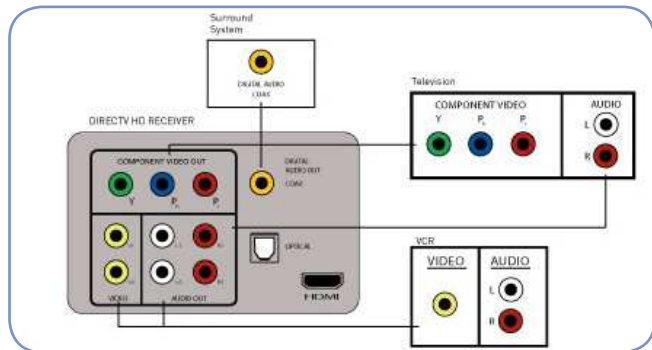 Surround
System
DIGITAL AUDIO
COAX
DIRECTV HD RECEIVER
COMPONENT VIDEO OUT
Y P P
DIGITAL
AUDIO OUT
COAX
OPTICAL
HDMI
VIDEO AUDIO OUT
Television
COMPONENT VIDEO
Y P P
AUDIO
L
R
VCR
VIDEO
AUDIO
L
R